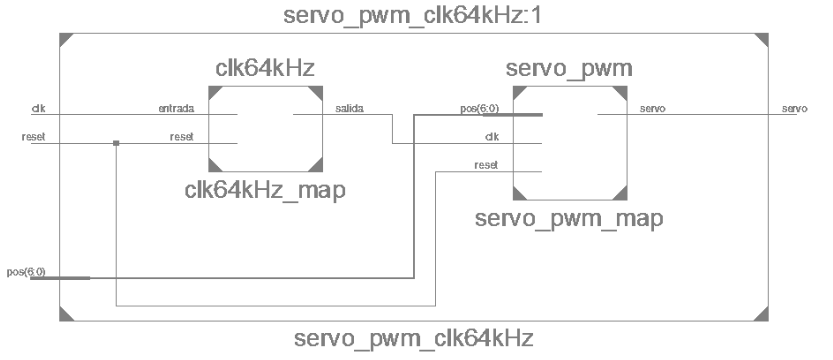 servo_pwm_clk64kHz:1
clk64kHz
servo_pwm
clk
entrada
salida
pos(6:0)
servo
servo
reset
reset
clk
reset
clk64kHz_map
servo_pwm_map
pos(6:0)
servo_pwm_clk64kHz